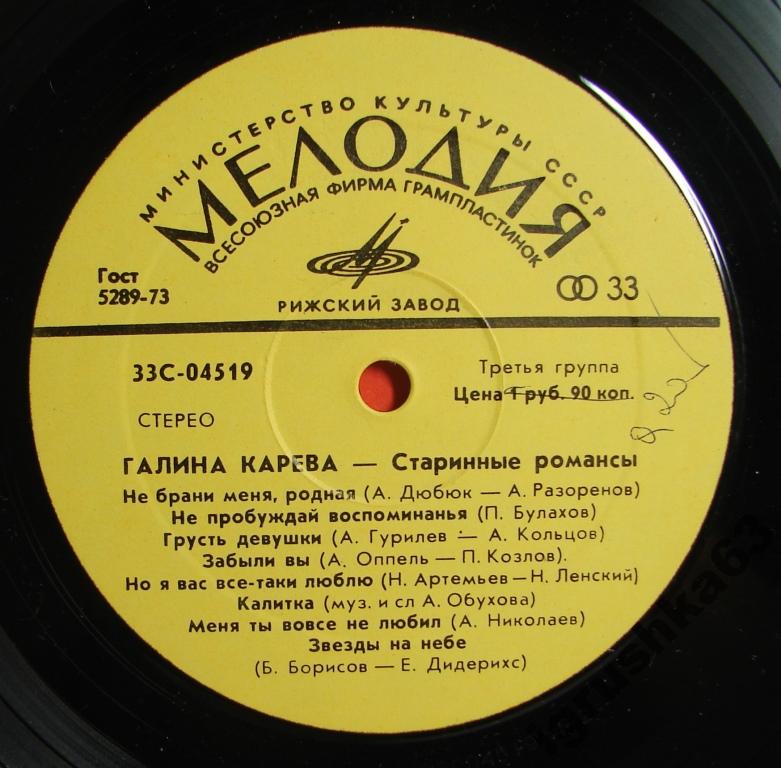 МИНИСТЕРСТВО КУЛЬТУРЫ СССР
МЕЛОДИЯ
ВСЕСОЮЗНАЯ ФИРМА ГРАМПЛАСТИНОК
Гост
5289-73
33
РИЖСКИЙ ЗАВОД
33С-04519
Третья группа
Цена 1 руб. 90 коп.
2-20
СТЕРЕО
ГАЛИНА КАРЕВА — Старинные романсы
Не брани меня, родная (А. Дюбюк — А. Разоренов)
Не пробуждай воспоминанья (П. Булахов)
Грусть девушки (А. Гурилев — А. Кольцов)
Забыли вы (А. Оппель — П. Козлов).
Но я вас все-таки люблю (Н. Артемьев — Н. Ленский)
Калитка (муз. и сл А. Обухова)
Меня ты вовсе не любил (А. Николаев)
Звезды на небе
(Б. Борисов — Е. Дидерихс)
igrushka63